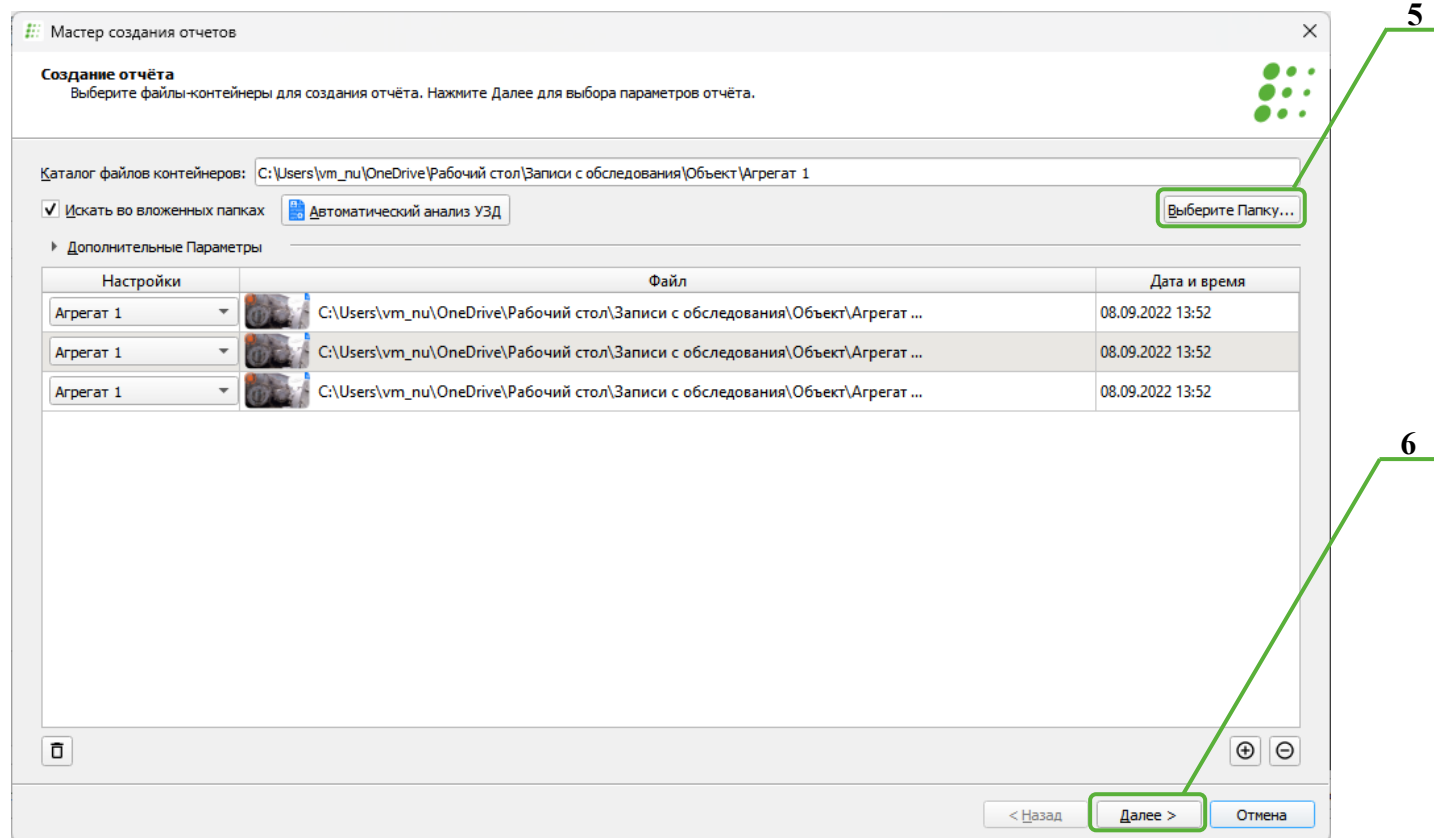 5
Мастер создания отчетов
Создание отчёта
Выберите файлы-контейнеры для создания отчёта. Нажмите Далее для выбора параметров отчёта.
Каталог файлов контейнеров: C:\Users\vm_nu\OneDrive\Рабочий стол\Записи с обследования\Объект\Агрегат 1
Искать во вложенных папках Автоматический анализ УЗД Выберите Папку...
Дополнительные Параметры
Настройки Файл Дата и время
Агрегат 1 C:\Users\vm_nu\OneDrive\Рабочий стол\Записи с обследования\Объект\Агрегат ... 08.09.2022 13:52
Агрегат 1 C:\Users\vm_nu\OneDrive\Рабочий стол\Записи с обследования\Объект\Агрегат ... 08.09.2022 13:52
Агрегат 1 C:\Users\vm_nu\OneDrive\Рабочий стол\Записи с обследования\Объект\Агрегат ... 08.09.2022 13:52
6
< Назад Далее > Отмена